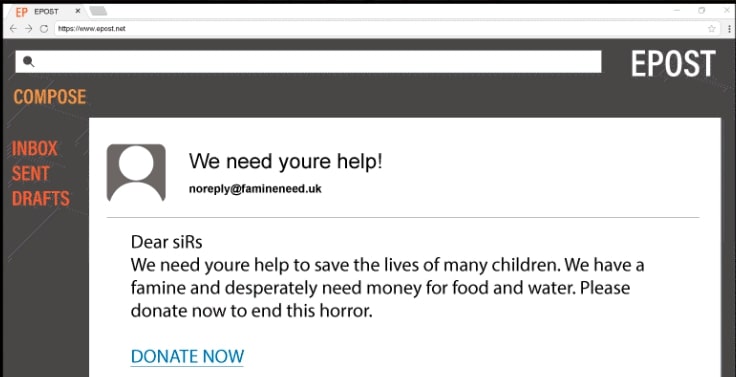 EP EPOST
https://www.epost.net
EPOST
COMPOSE
INBOX
SENT
DRAFTS
We need youre help!
noreply@famineneed.uk
Dear siRs
We need youre help to save the lives of many children. We have a
famine and desperately need money for food and water. Please
donate now to end this horror.
DONATE NOW